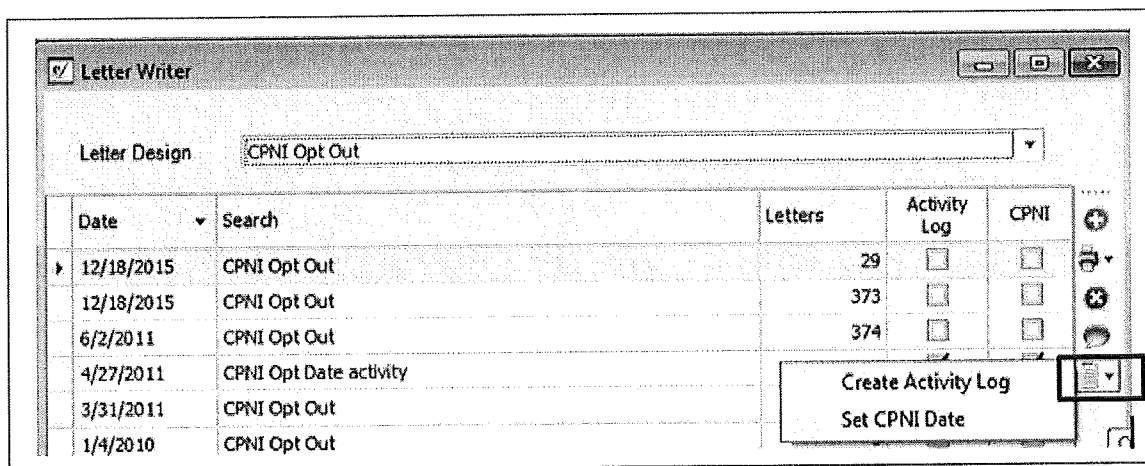 Letter Writer
Letter Design CPNI Opt Out
Date Search Letters Activity Log CPNI
12/18/2015 CPNI Opt Out 29
12/18/2015 CPNI Opt Out 373
6/2/2011 CPNI Opt Out 374
4/27/2011 CPNI Opt Date activity
3/31/2011 CPNI Opt Out
1/4/2010 CPNI Opt Out
Create Activity Log
Set CPNI Date